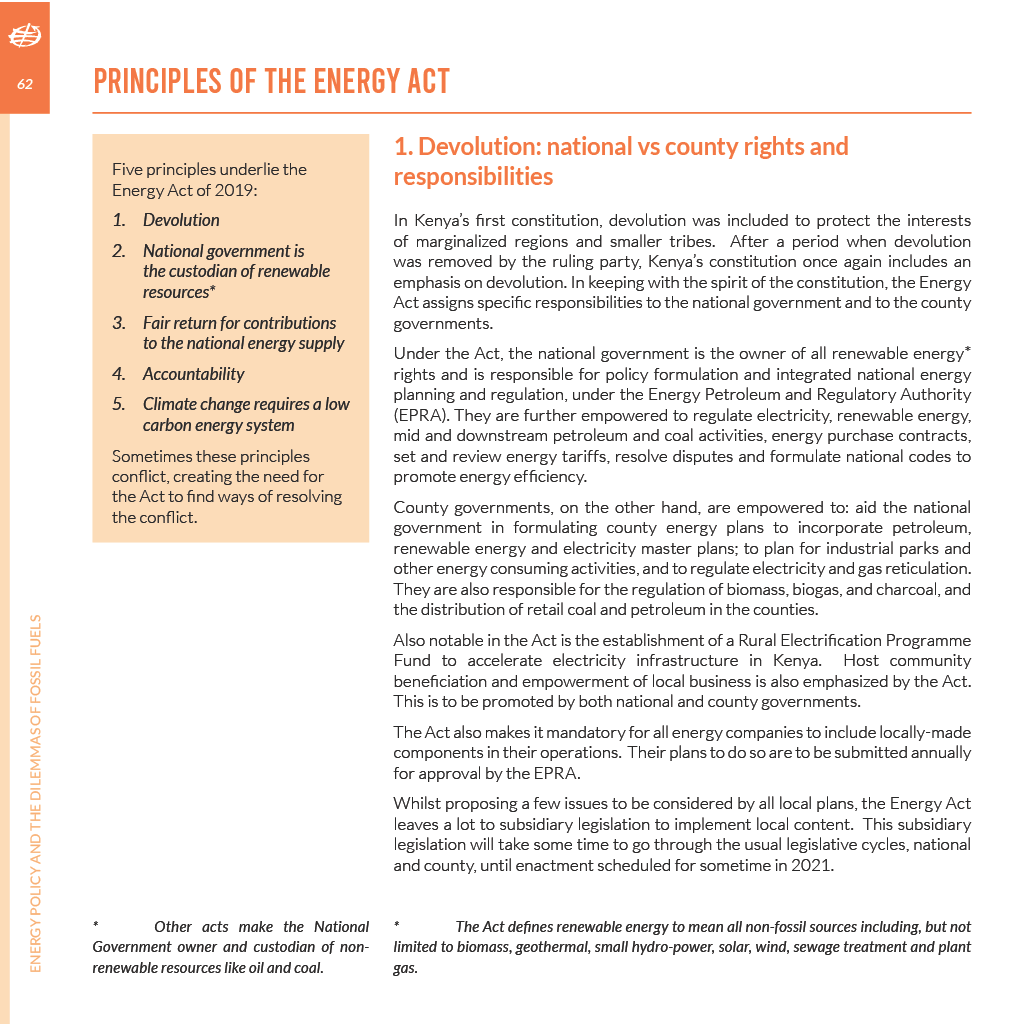 62
PRINCIPLES OF THE ENERGY ACT
Five principles underlie the
Energy Act of 2019:
1. Devolution
2. National government is
the custodian of renewable
resources*
3. Fair return for contributions
to the national energy supply
4. Accountability
5. Climate change requires a low
carbon energy system
Sometimes these principles
conflict, creating the need for
the Act to find ways of resolving
the conflict.
1. Devolution: national vs county rights and
responsibilities
In Kenya's first constitution, devolution was included to protect the interests
of marginalized regions and smaller tribes. After a period when devolution
was removed by the ruling party, Kenya's constitution once again includes an
emphasis on devolution. In keeping with the spirit of the constitution, the Energy
Act assigns specific responsibilities to the national government and to the county
governments.
Under the Act, the national government is the owner of all renewable energy*
rights and is responsible for policy formulation and integrated national energy
planning and regulation, under the Energy Petroleum and Regulatory Authority
(EPRA). They are further empowered to regulate electricity, renewable energy,
mid and downstream petroleum and coal activities, energy purchase contracts,
set and review energy tariffs, resolve disputes and formulate national codes to
promote energy efficiency.
County governments, on the other hand, are empowered to: aid the national
government in formulating county energy plans to incorporate petroleum,
renewable energy and electricity master plans; to plan for industrial parks and
other energy consuming activities, and to regulate electricity and gas reticulation.
They are also responsible for the regulation of biomass, biogas, and charcoal, and
the distribution of retail coal and petroleum in the counties.
Also notable in the Act is the establishment of a Rural Electrification Programme
Fund to accelerate electricity infrastructure in Kenya. Host community
beneficiation and empowerment of local business is also emphasized by the Act.
This is to be promoted by both national and county governments.
The Act also makes it mandatory for all energy companies to include locally-made
components in their operations. Their plans to do so are to be submitted annually
for approval by the EPRA.
Whilst proposing a few issues to be considered by all local plans, the Energy Act
leaves a lot to subsidiary legislation to implement local content. This subsidiary
legislation will take some time to go through the usual legislative cycles, national
and county, until enactment scheduled for sometime in 2021.
* Other acts make the National
Government owner and custodian of non-
renewable resources like oil and coal.
* The Act defines renewable energy to mean all non-fossil sources including, but not
limited to biomass, geothermal, small hydro-power, solar, wind, sewage treatment and plant
gas.
ENERGY POLICY AND THE DILEMMAS OF FOSSIL FUELS